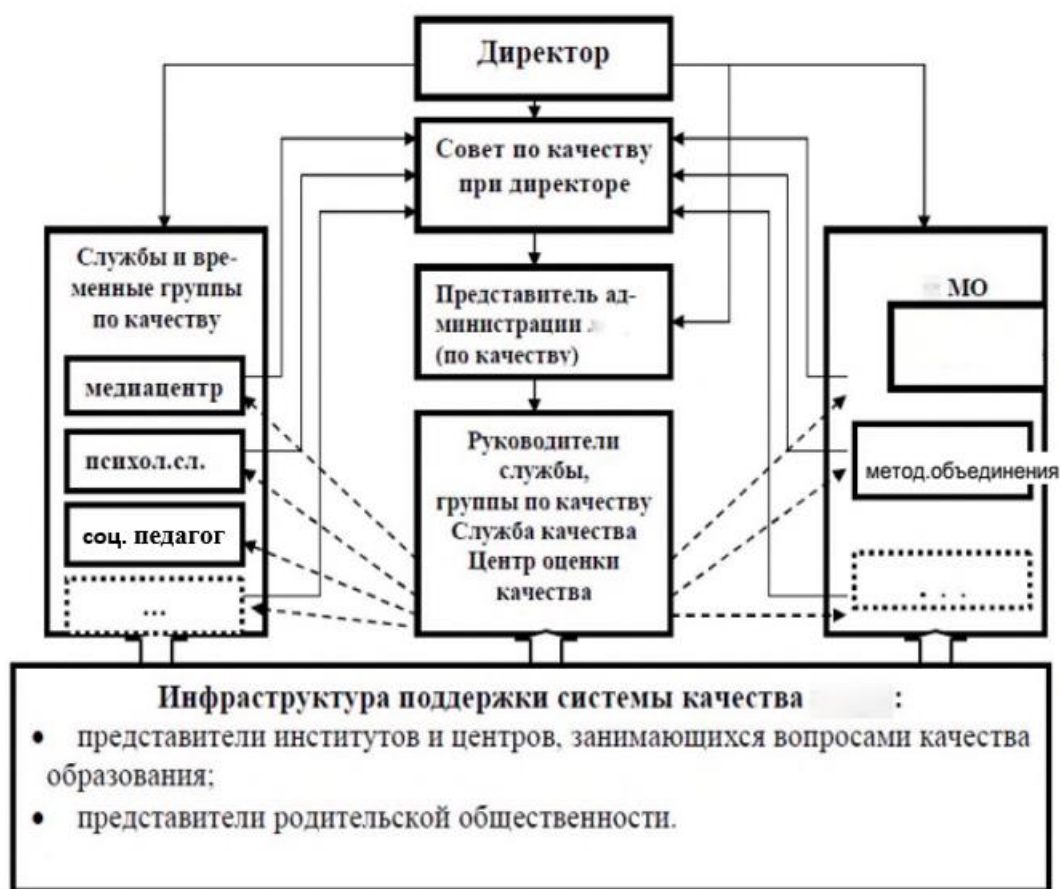 Директор
Совет по качеству
при директоре
Службы и вре-
менные группы
по качеству
медиацентр
психол.сл.
соц. педагог
...
Представитель ад-
министрации
(по качеству)
Руководители
службы,
группы по качеству
Служба качества
Центр оценки
качества
МО
метод.объединения
. . .
Инфраструктура поддержки системы качества :
• представители институтов и центров, занимающихся вопросами качества
образования;
• представители родительской общественности.